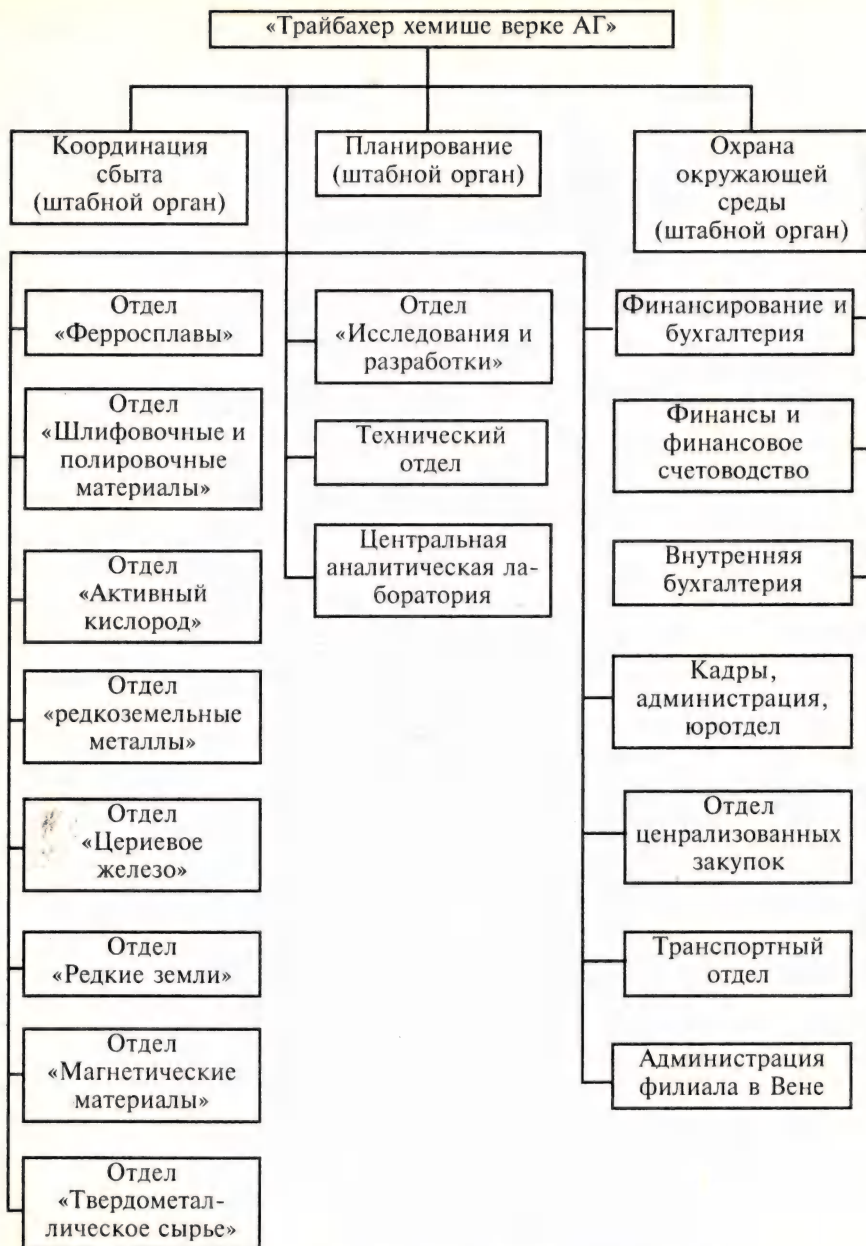 «Трайбахер хемише верке АГ»
Координация
сбыта
(штабной орган)
Планирование
(штабной орган)
Охрана
окружающей
среды
(штабной орган)
Отдел
«Ферросплавы»
Отдел
«Шлифовочные и
полировочные
материалы»
Отдел
«Активный
кислород»
Отдел
«редкоземельные
металлы»
Отдел
«Цериевое
железо»
Отдел
«Редкие земли»
Отдел
«Магнетические
материалы»
Отдел
«Твердометал-
лическое сырье»
Отдел
«Исследования и
разработки»
Технический
отдел
Центральная
аналитическая ла-
боратория
Финансирование и
бухгалтерия
Финансы и
финансовое
счетоводство
Внутренняя
бухгалтерия
Кадры,
администрация,
юротдел
Отдел
ценрализованных
закупок
Транспортный
отдел
Администрация
филиала в Вене